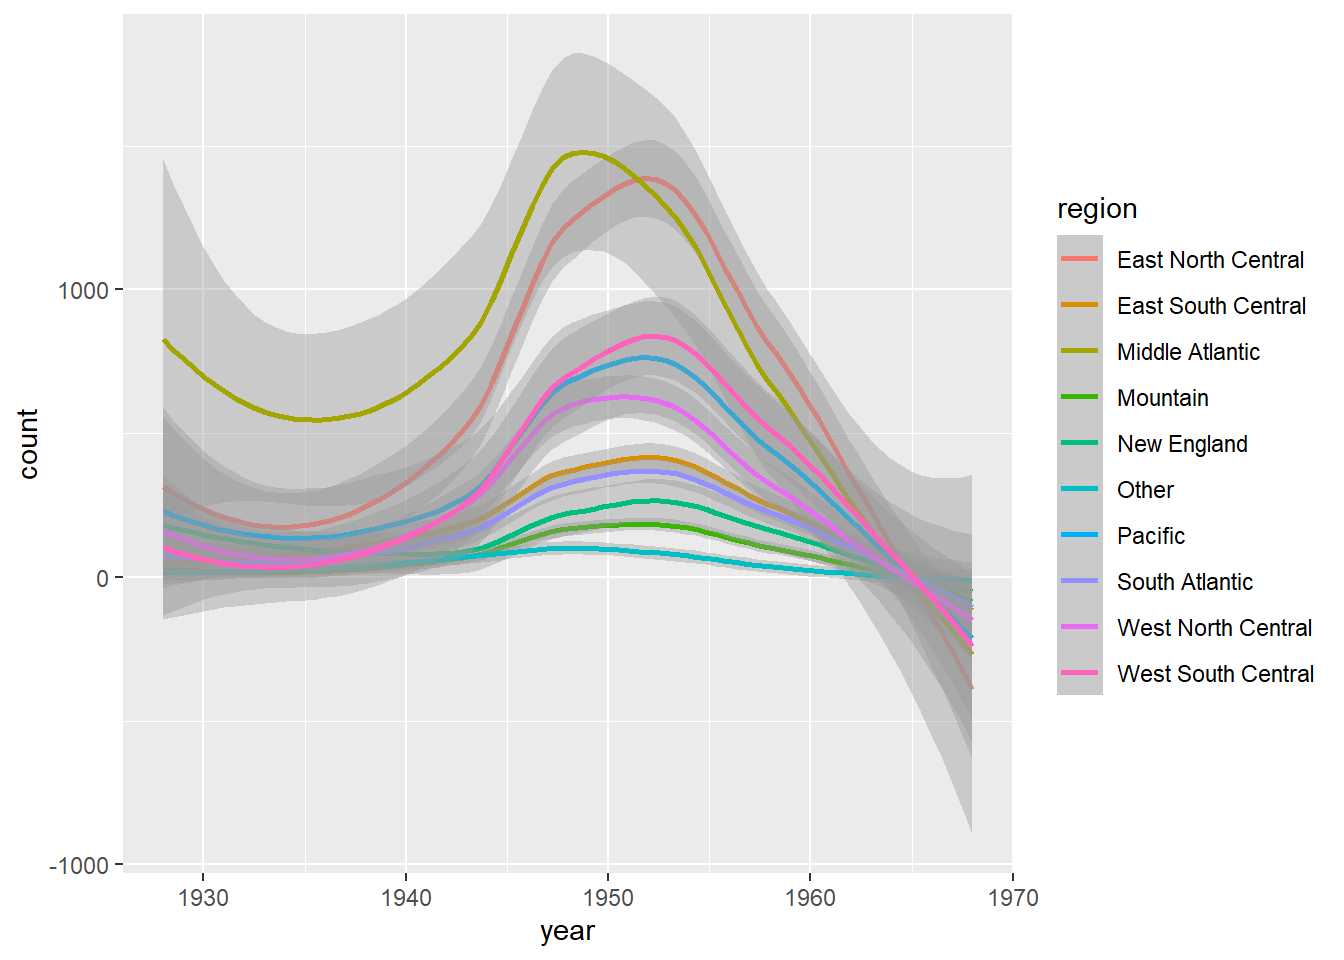 count
1000
0
-1000
1930 1940 1950 1960 1970
year
region
East North Central
East South Central
Middle Atlantic
Mountain
New England
Other
Pacific
South Atlantic
West North Central
West South Central